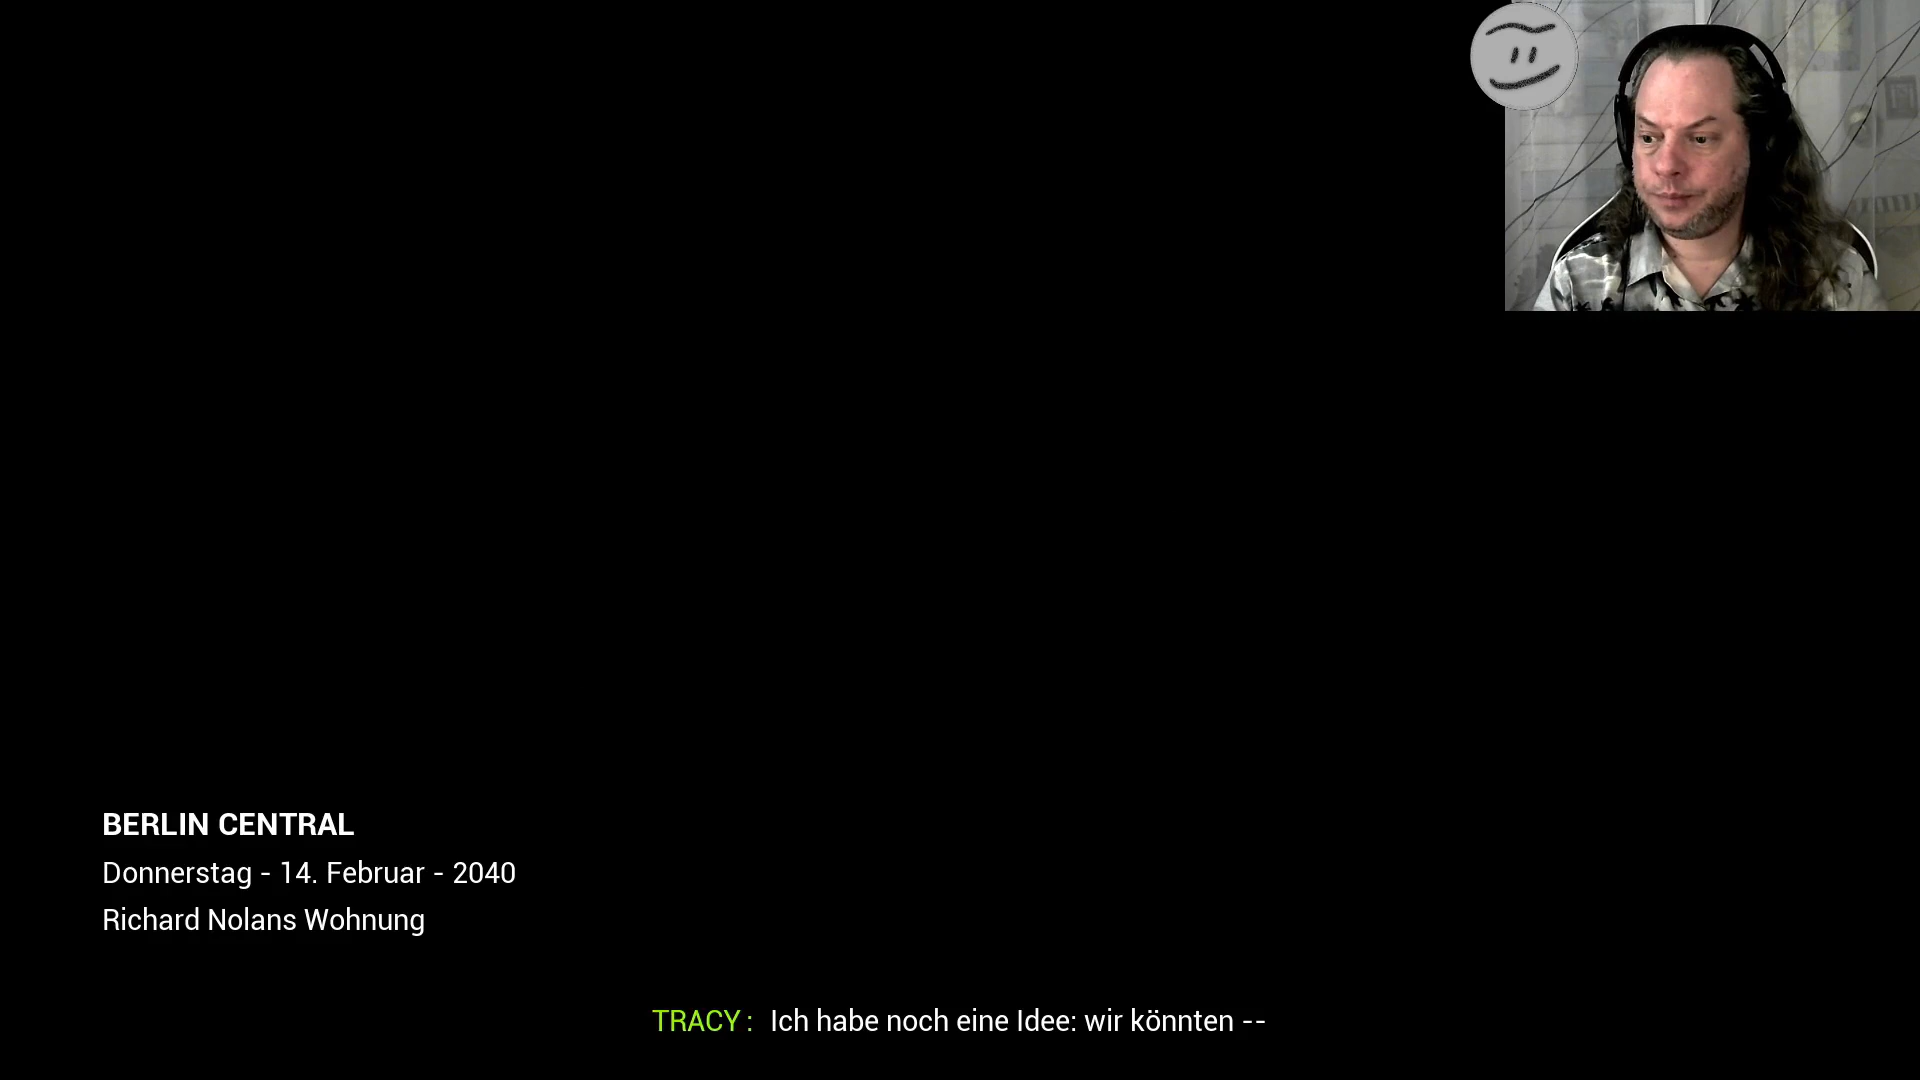 BERLIN CENTRAL
Donnerstag - 14. Februar - 2040
Richard Nolans Wohnung
TRACY : Ich habe noch eine Idee: wir könnten --